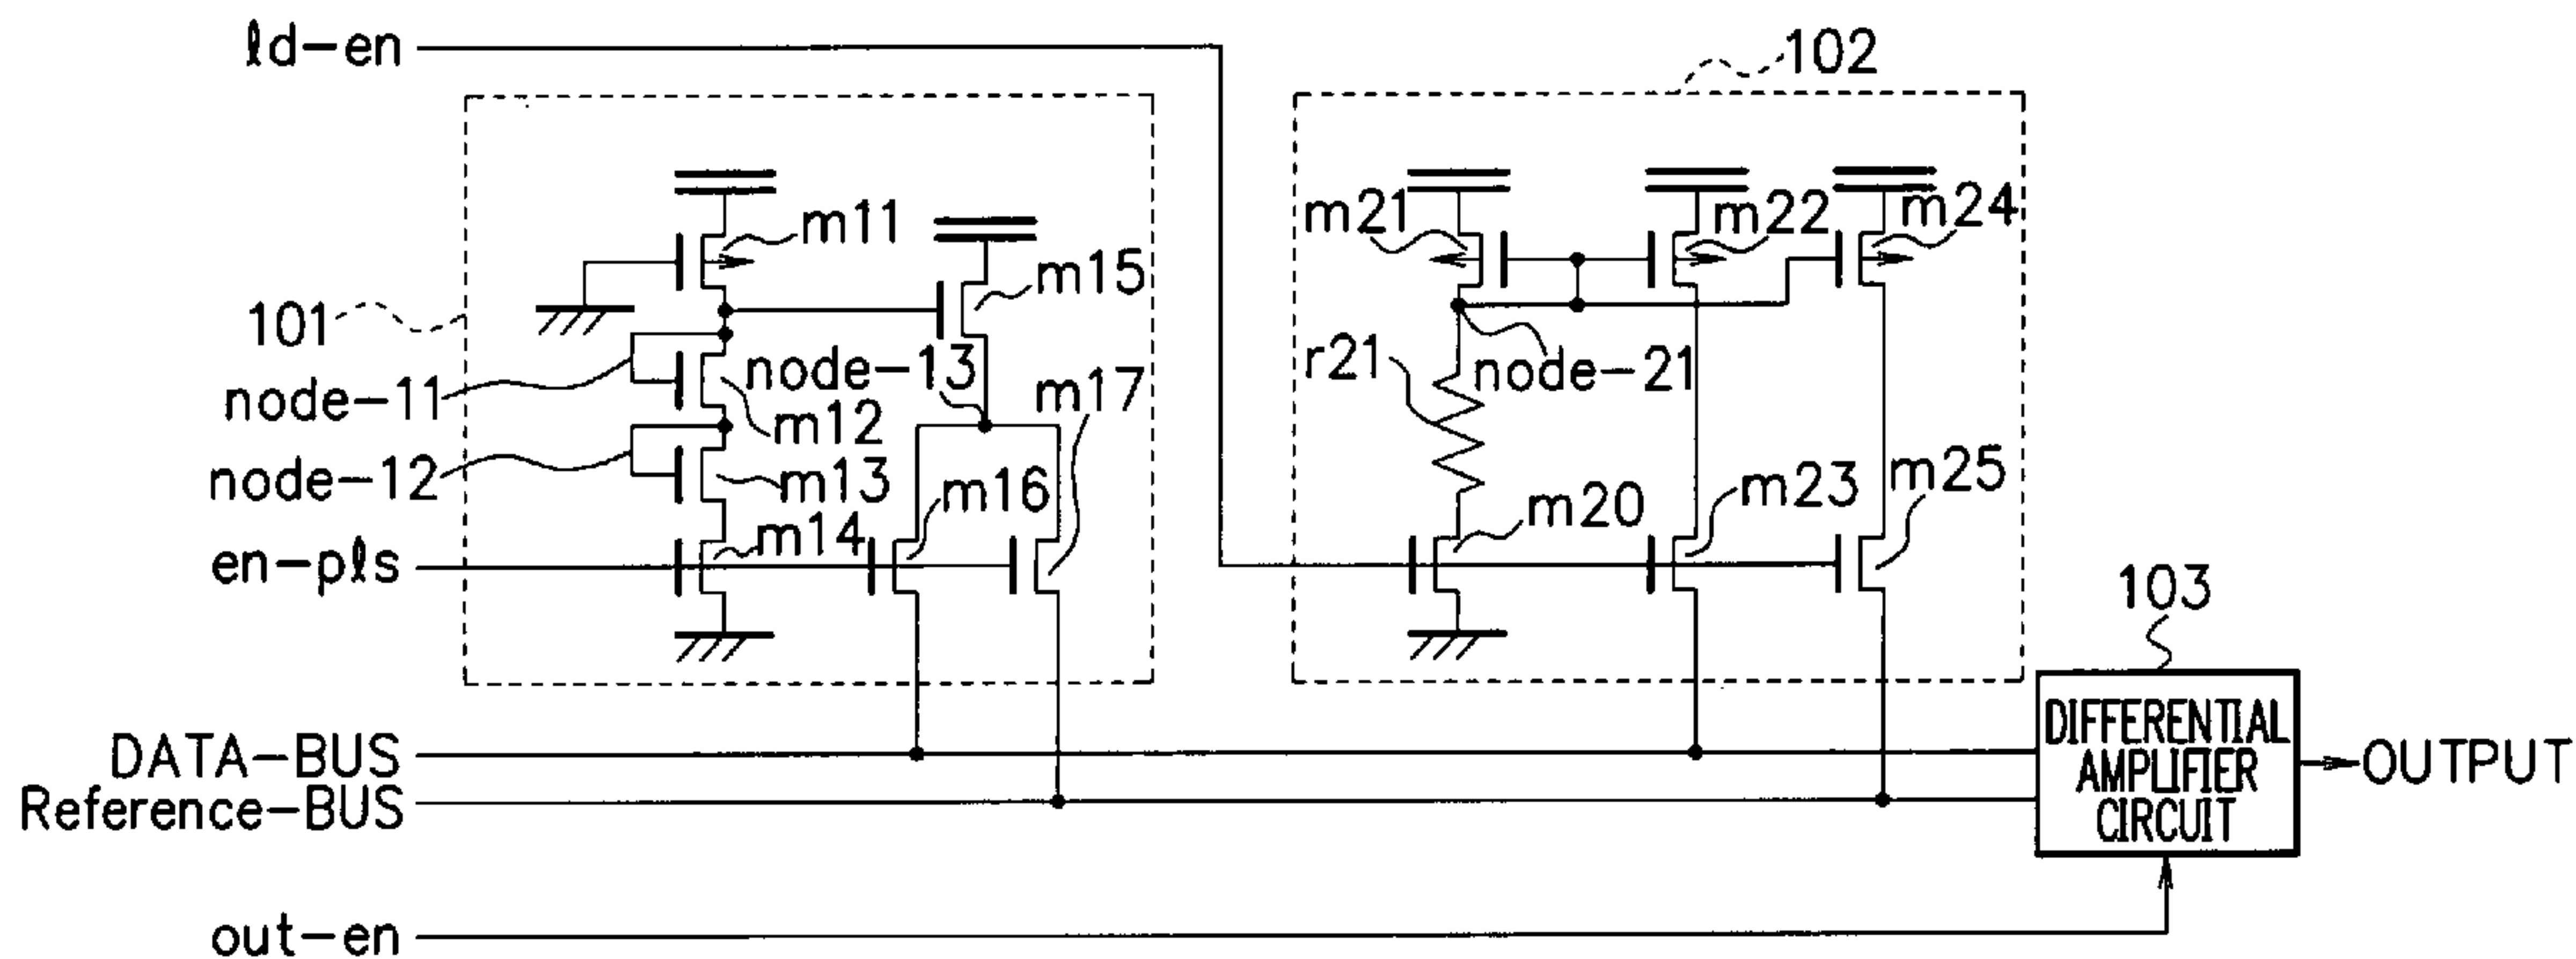 ℓd-en
102
m11
m21
m22
m24
m15
101
node-13
r21
node-21
node-11
m12
m17
node-12
m13
m16
m20
m23
m25
en-pℓs
m14
103
DATA-BUS
DIFFERENTIAL
AMPLIFIER
CIRCUIT
OUTPUT
Reference-BUS
out-en